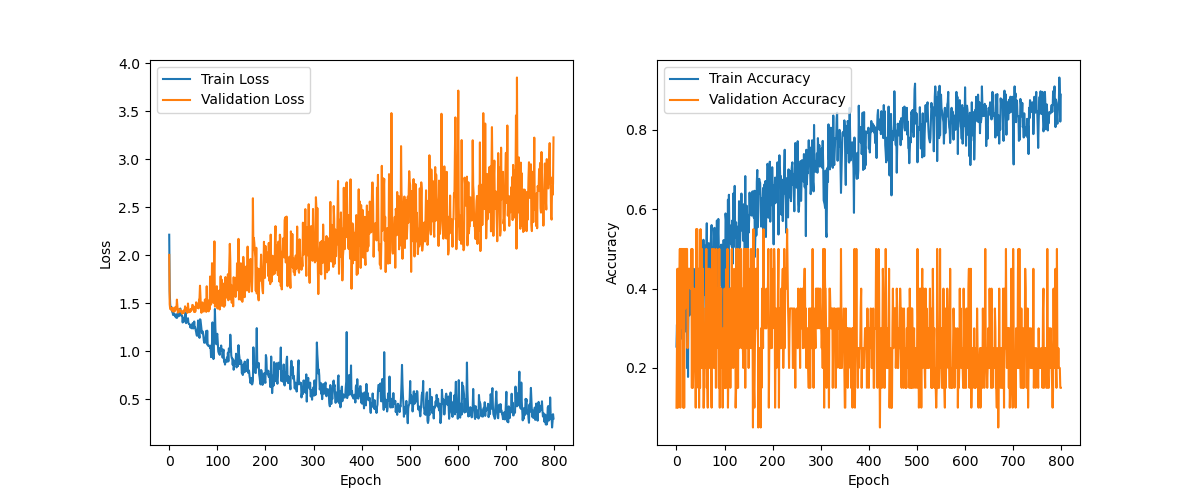 Train Loss
Validation Loss
4.0
3.5
3.0
2.5
2.0
1.5
1.0
0.5
Loss
0 100 200 300 400 500 600 700 800
Epoch
Train Accuracy
Validation Accuracy
0.8
0.6
0.4
0.2
Accuracy
0 100 200 300 400 500 600 700 800
Epoch